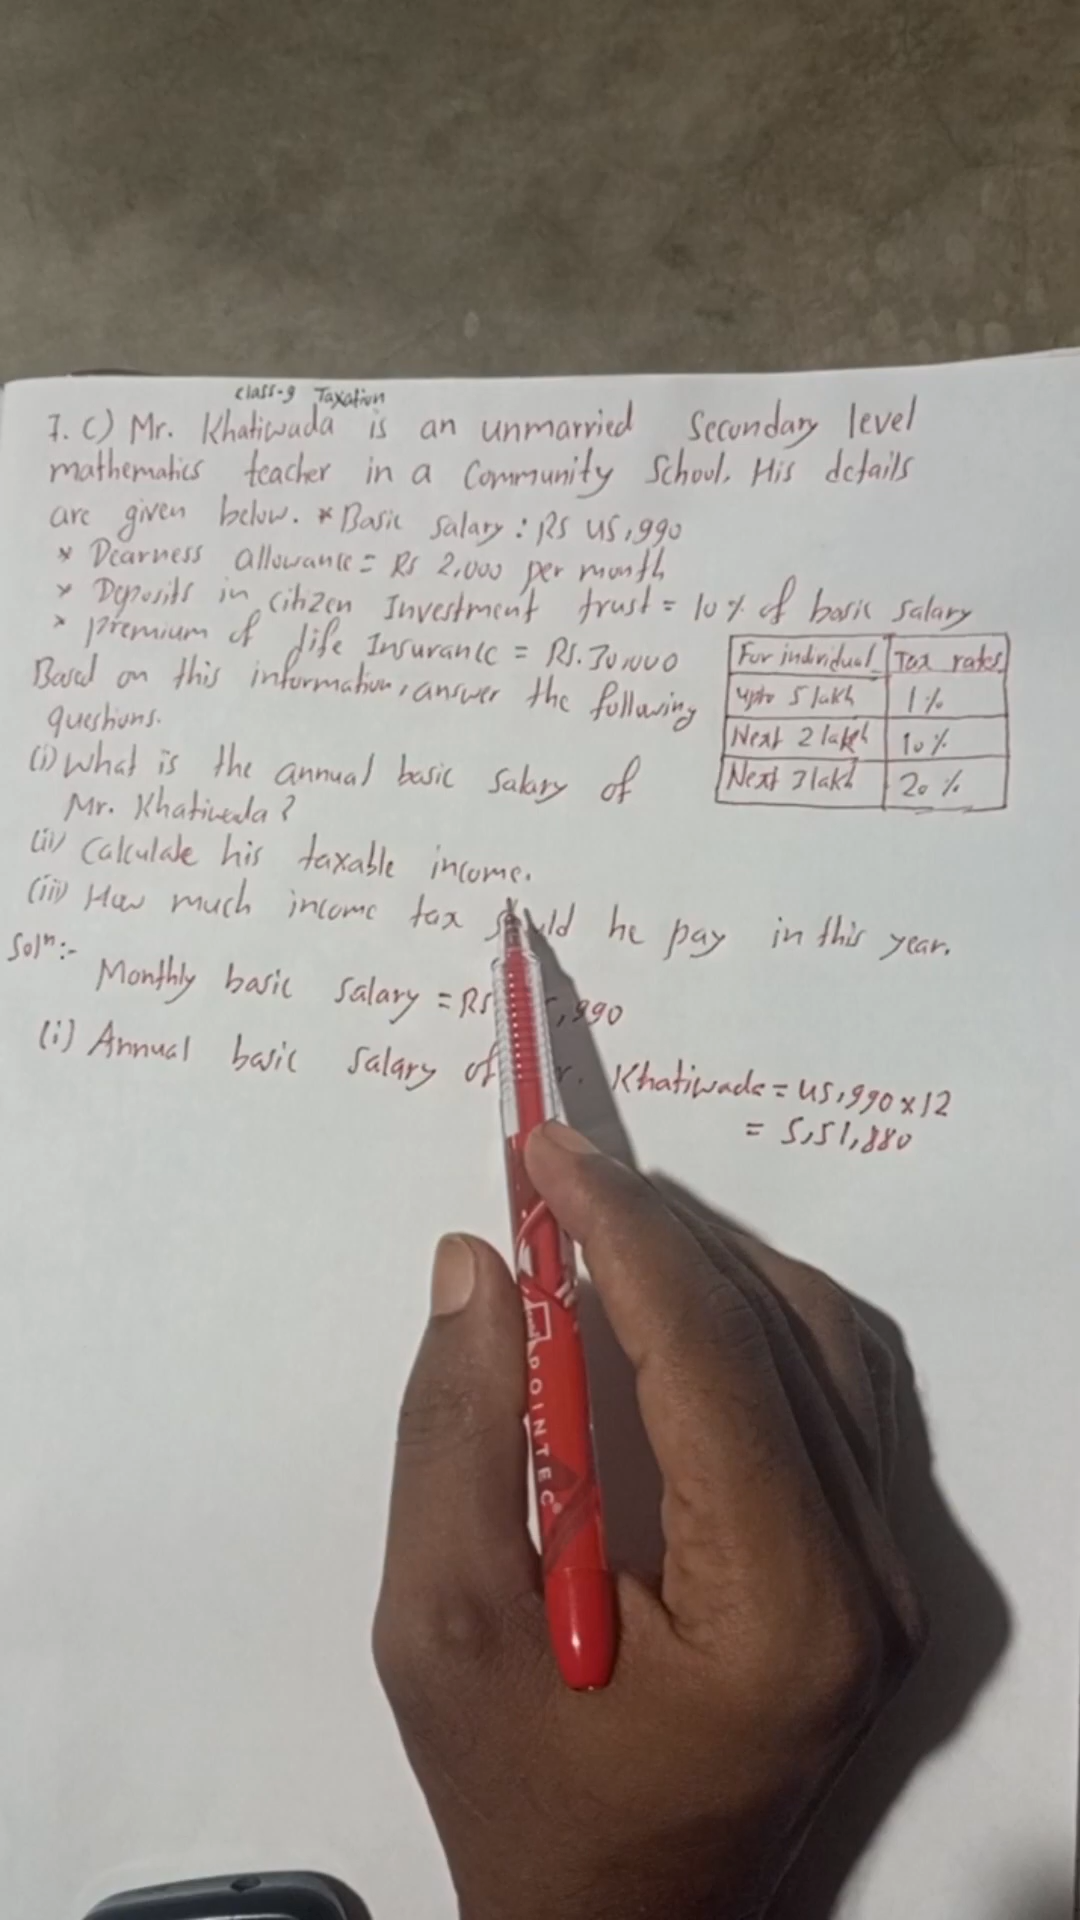 Class-9 Taxation
7. C) Mr. Khatiwada is an unmarried Secondary level
mathematics teacher in a Community School. His details
are given below. * Basic Salary : Rs 45,990
* Dearness allowance = Rs 2,000 per month
* Deposits in Citizen Investment trust = 10% of basic salary
* premium of life Insurance = Rs. 30,000
Based on this information, answer the following
questions.
For individual Tax rates
upto 5 lakh 1%
Next 2 lakh 10%
Next 3 lakh 20%
(i) What is the annual basic salary of
Mr. Khatiwada?
(ii) Calculate his taxable income.
(iii) How much income tax should he pay in this year.
Solⁿ:-
Monthly basic salary = Rs ,990
(i) Annual basic salary of r. Khatiwada = 45,990 x 12
= 5,51,880
POINTEC